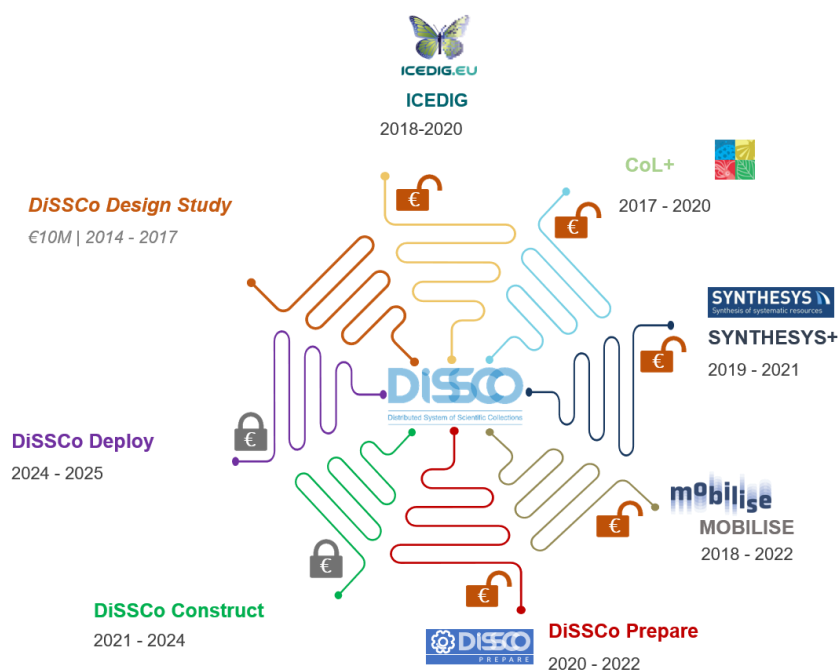 ICEDIG.EU
ICEDIG
2018-2020
CoL+
2017 - 2020
DiSSCo Design Study
€10M | 2014 - 2017
€
€
SYNTHESYS
Synthesis of systematic resources
SYNTHESYS+
2019 - 2021
€
DiSSCo
Distributed System of Scientific Collections
DiSSCo Deploy
2024 - 2025
€
mobilise
MOBILISE
2018 - 2022
€
€
DiSSCo Construct
2021 - 2024
€
DiSSCo
PREPARE
DiSSCo Prepare
2020 - 2022